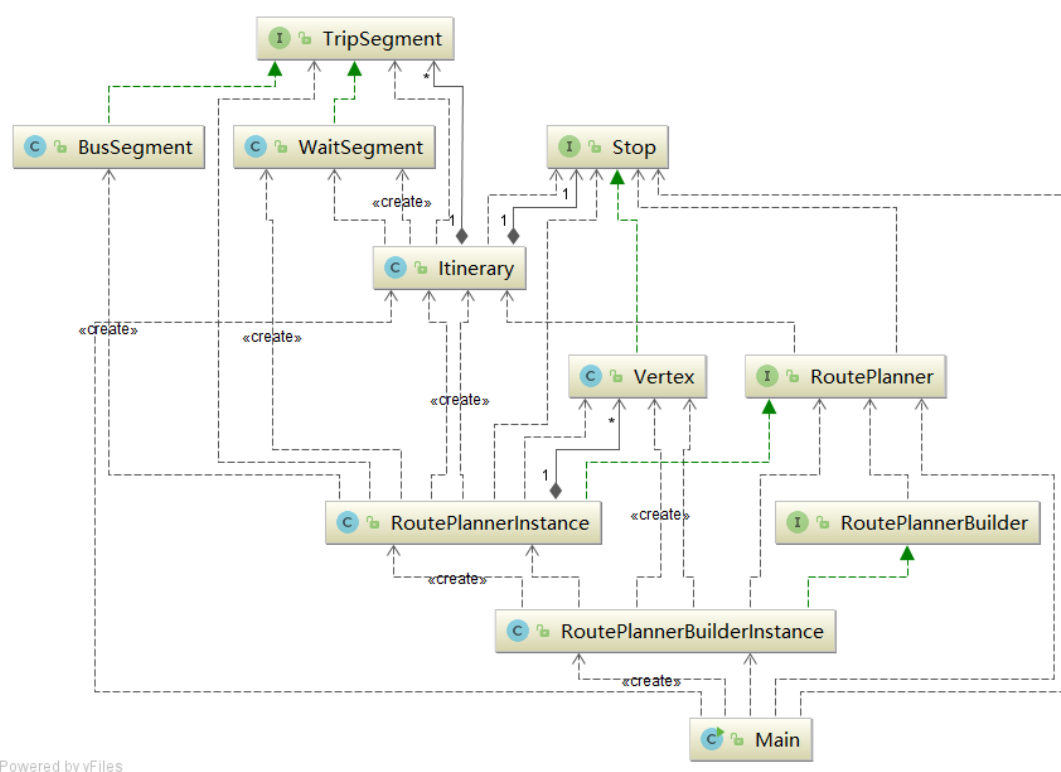 I TripSegment
*
C BusSegment
C WaitSegment
I Stop
«create»
1
1
1
C Itinerary
«create»
«create»
C Vertex
I RoutePlanner
«create»
*
1
C RoutePlannerInstance
«create»
I RoutePlannerBuilder
«create»
C RoutePlannerBuilderInstance
«create»
C Main
Powered by yFiles